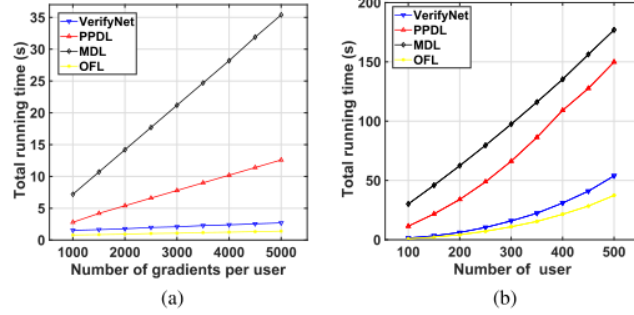 35
30
25
20
15
10
5
0
Total running time (s)
VerifyNet
PPDL
MDL
OFL
1000 2000 3000 4000 5000
Number of gradients per user
(a)
200
150
100
50
0
Total running time (s)
VerifyNet
PPDL
MDL
OFL
100 200 300 400 500
Number of user
(b)